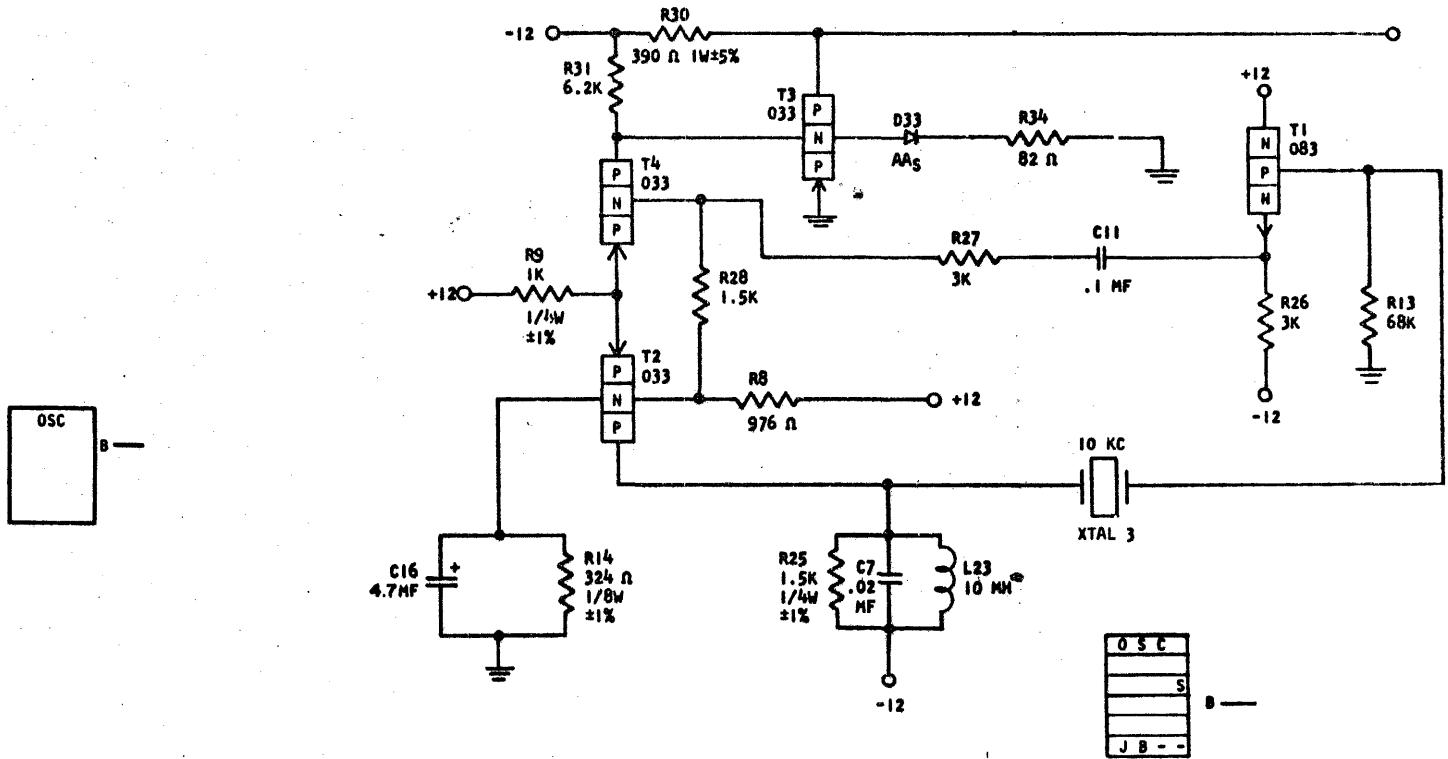 -12
R30
390 Ω 1W±5%
R31
6.2K
T3
033
P
N
P
D33
AAS
R34
82 Ω
+12
T1
083
N
P
N
T4
033
P
N
P
R9
1K
+12
±1%
R28
1.5K
R27
3K
C11
.1 MF
R26
3K
-12
R13
68K
T2
033
P
N
P
R8
976 Ω
+12
OSC
B
10 KC
XTAL 3
C16
4.7MF
+
R14
324 Ω
1/8W
±1%
R25
1.5K
1/4W
±1%
C7
.02
MF
L23
10 MH
-12
O S C
S
J B - -
B